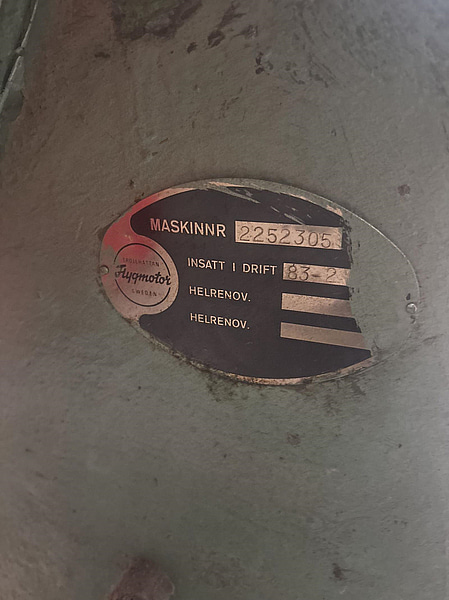 MASKINNR 2252305
INSATT I DRIFT 83-2
HELRENOV.
HELRENOV.
TROLLHÄTTAN
Flygmotor
SWEDEN